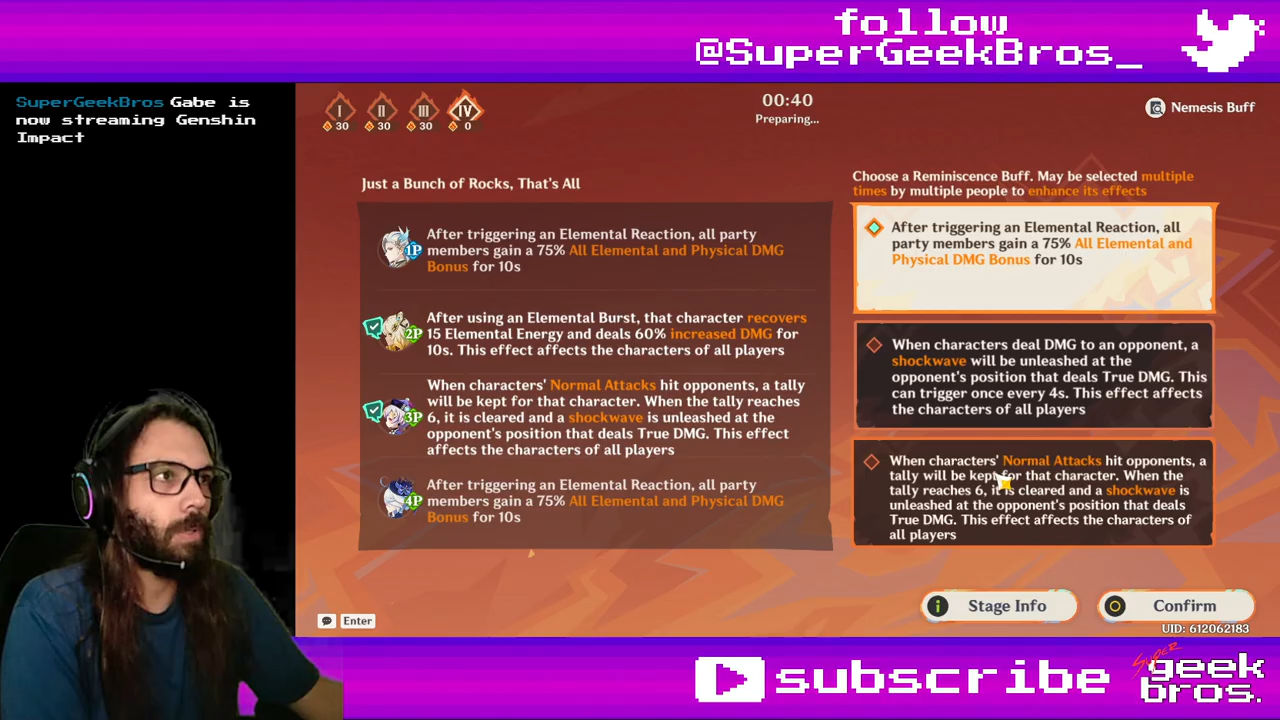 follow
@SuperGeekBros_
SuperGeekBros Gabe is
now streaming Genshin
Impact
I II III IV
30 30 30 0
00:40
Preparing...
Nemesis Buff
Just a Bunch of Rocks, That's All
1P
After triggering an Elemental Reaction, all party
members gain a 75% All Elemental and Physical DMG
Bonus for 10s
2P
After using an Elemental Burst, that character recovers
15 Elemental Energy and deals 60% increased DMG for
10s. This effect affects the characters of all players
3P
When characters' Normal Attacks hit opponents, a tally
will be kept for that character. When the tally reaches
6, it is cleared and a shockwave is unleashed at the
opponent's position that deals True DMG. This effect
affects the characters of all players
4P
After triggering an Elemental Reaction, all party
members gain a 75% All Elemental and Physical DMG
Bonus for 10s
Choose a Reminiscence Buff. May be selected multiple
times by multiple people to enhance its effects
After triggering an Elemental Reaction, all
party members gain a 75% All Elemental and
Physical DMG Bonus for 10s
When characters deal DMG to an opponent, a
shockwave will be unleashed at the
opponent's position that deals True DMG. This
can trigger once every 4s. This effect affects
the characters of all players
When characters' Normal Attacks hit opponents, a
tally will be kept for that character. When the
tally reaches 6, it is cleared and a shockwave is
unleashed at the opponent's position that deals
True DMG. This effect affects the characters of
all players
Enter
Stage Info
Confirm
UID: 612062183
subscribe
Super
geek
bros.